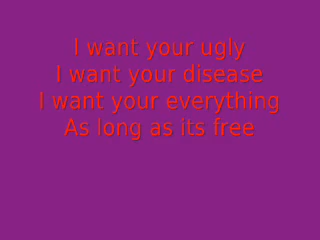 I want your ugly
I want your disease
I want your everything
As long as its free